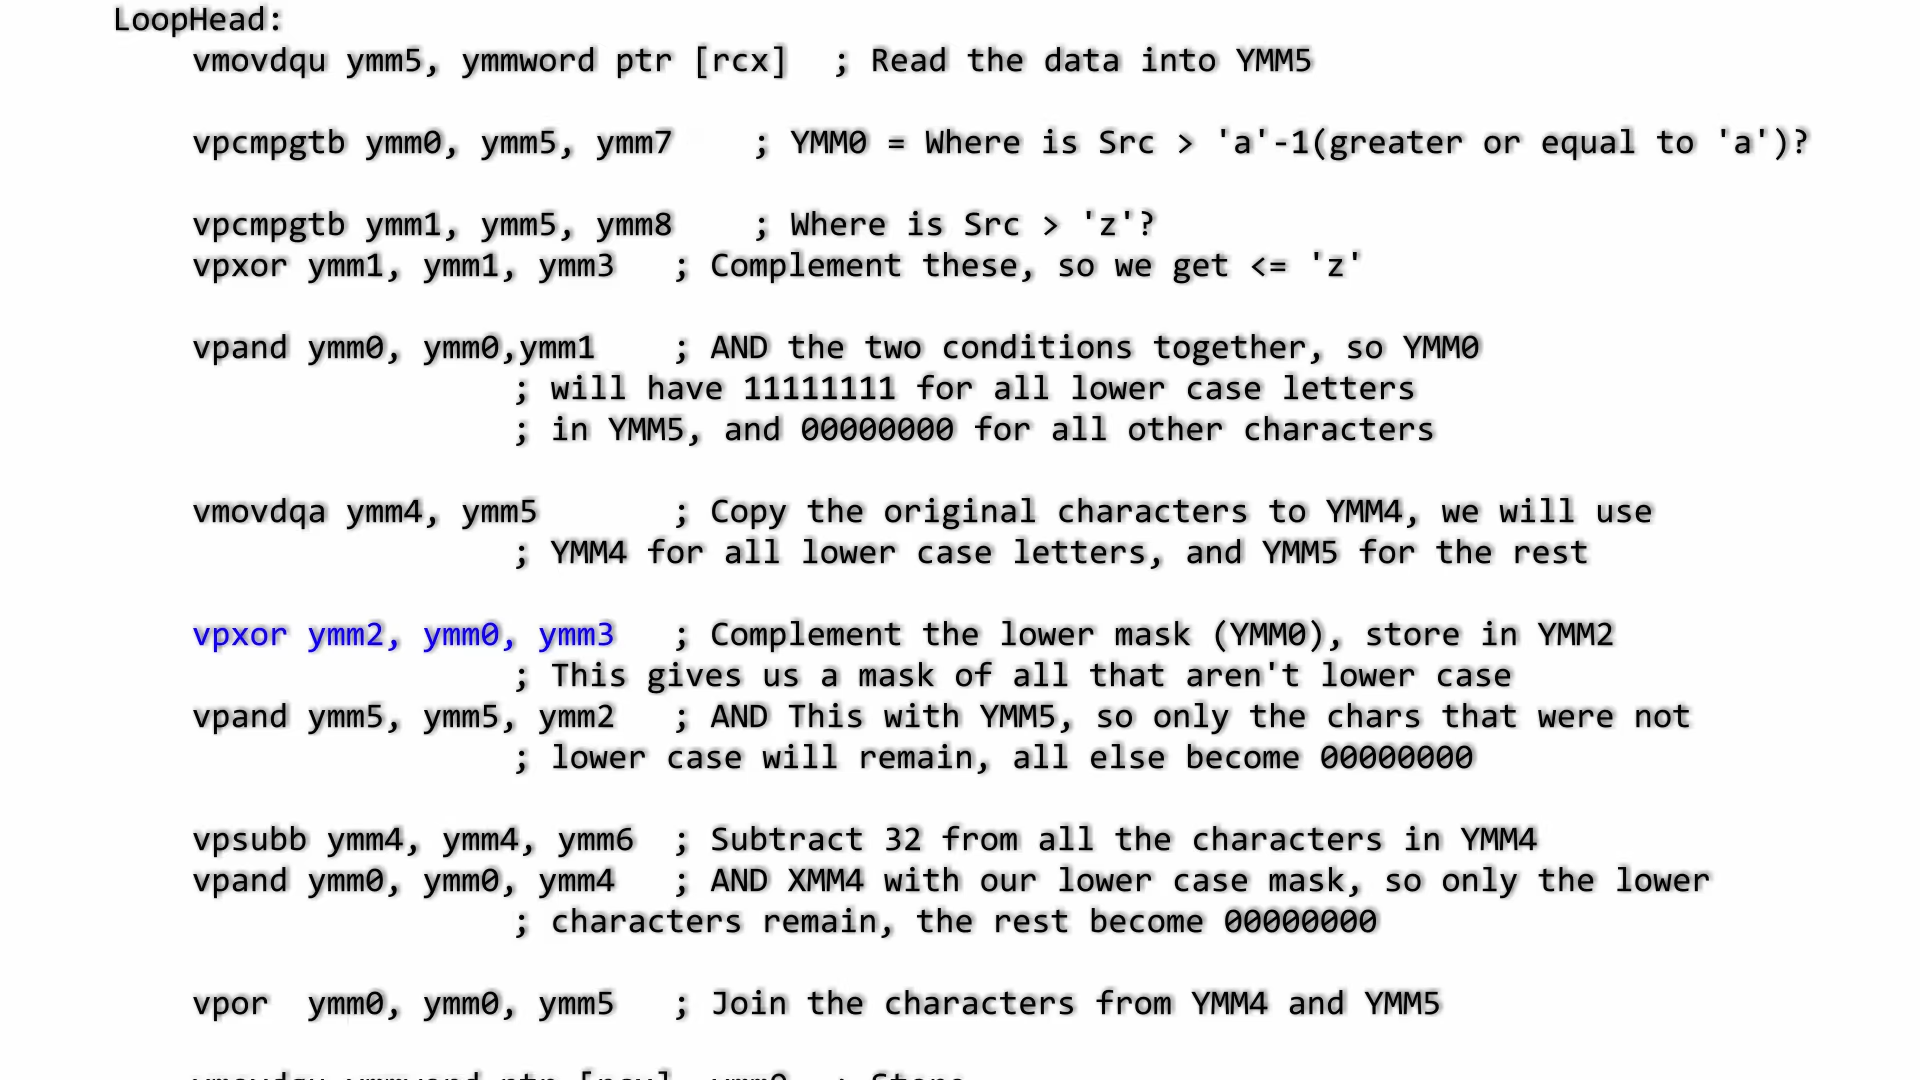 LoopHead:
vmovdqu ymm5, ymmword ptr [rcx] ; Read the data into YMM5
vpcmpgtb ymm0, ymm5, ymm7 ; YMM0 = Where is Src > 'a'-1(greater or equal to 'a')?
vpcmpgtb ymm1, ymm5, ymm8 ; Where is Src > 'z'?
vpxor ymm1, ymm1, ymm3 ; Complement these, so we get <= 'z'
vpand ymm0, ymm0,ymm1 ; AND the two conditions together, so YMM0
; will have 11111111 for all lower case letters
; in YMM5, and 00000000 for all other characters
vmovdqa ymm4, ymm5 ; Copy the original characters to YMM4, we will use
; YMM4 for all lower case letters, and YMM5 for the rest
vpxor ymm2, ymm0, ymm3 ; Complement the lower mask (YMM0), store in YMM2
; This gives us a mask of all that aren't lower case
vpand ymm5, ymm5, ymm2 ; AND This with YMM5, so only the chars that were not
; lower case will remain, all else become 00000000
vpsubb ymm4, ymm4, ymm6 ; Subtract 32 from all the characters in YMM4
vpand ymm0, ymm0, ymm4 ; AND XMM4 with our lower case mask, so only the lower
; characters remain, the rest become 00000000
vpor ymm0, ymm0, ymm5 ; Join the characters from YMM4 and YMM5